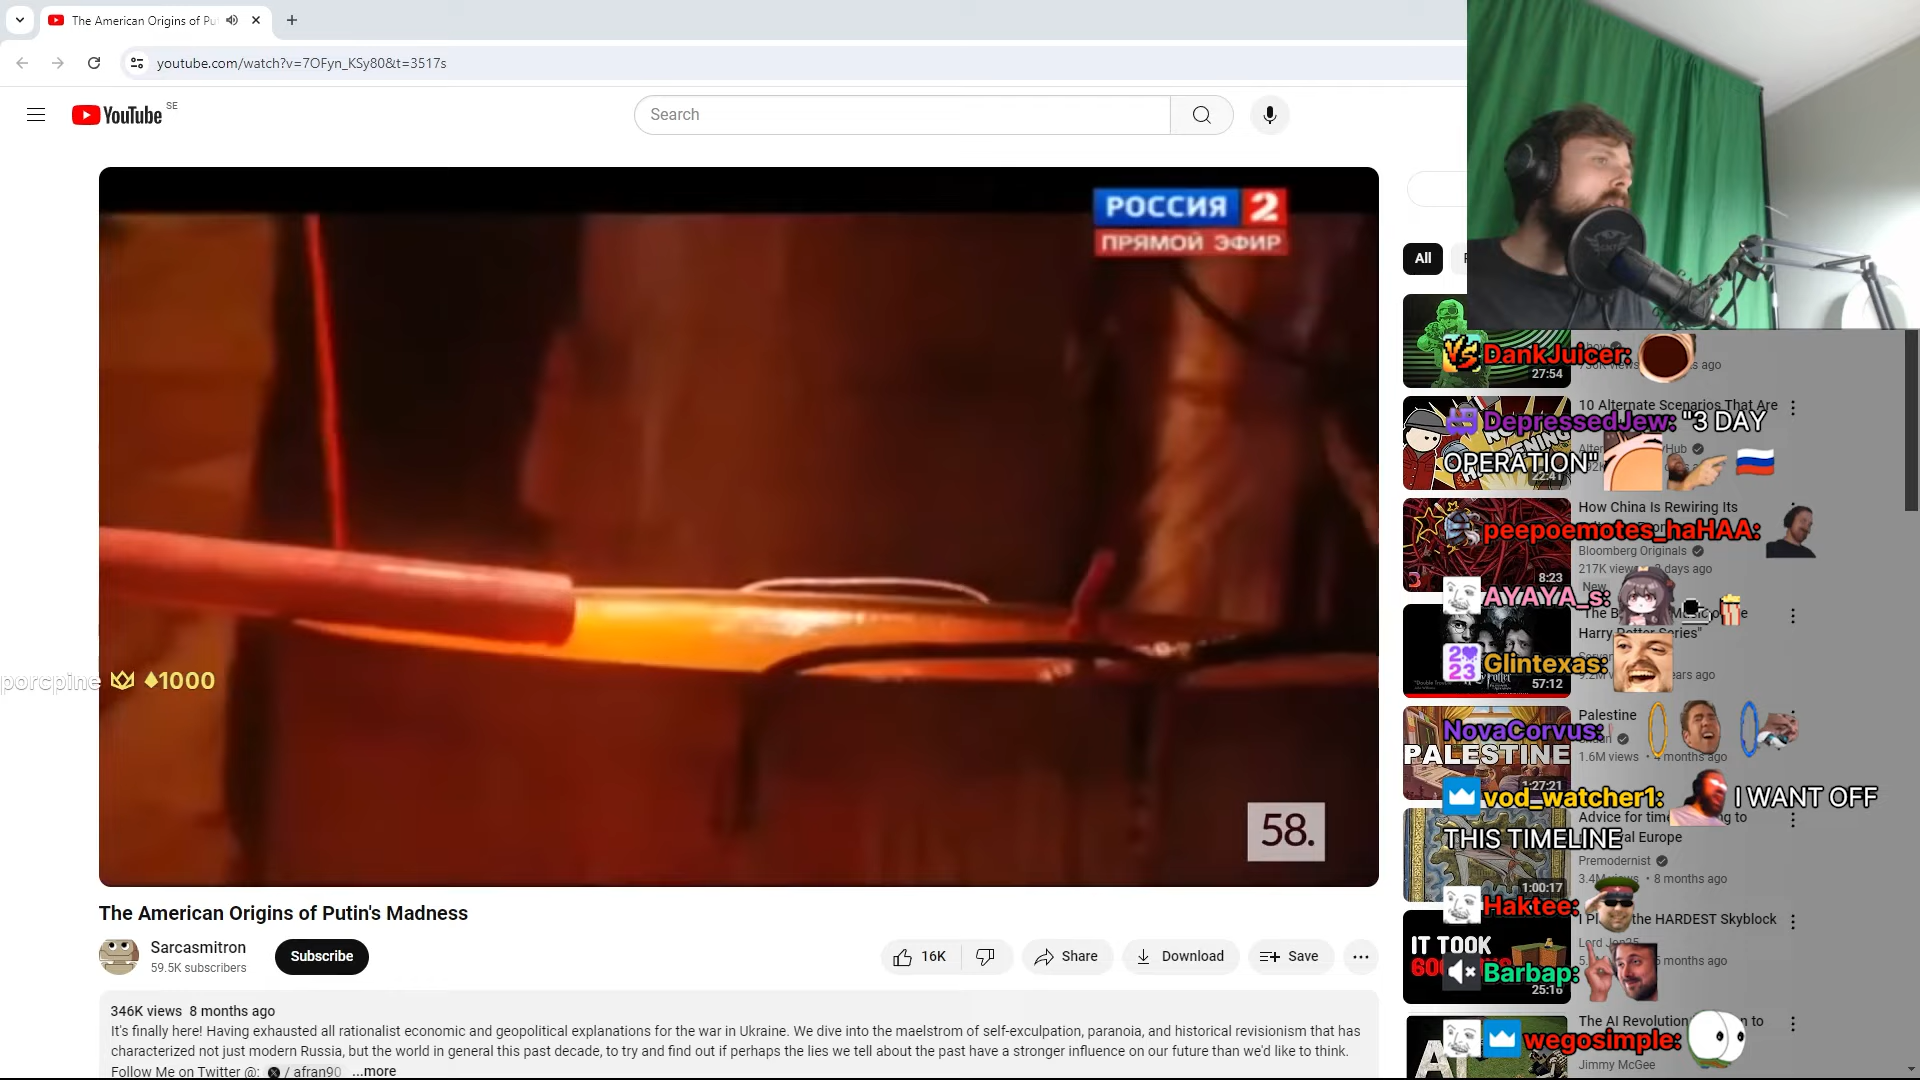 The American Origins of Pu
youtube.com/watch?v=7OFyn_KSy80&t=3517s
YouTube SE
Search
РОССИЯ 2
ПРЯМОЙ ЭФИР
58.
porcpine 1000
The American Origins of Putin's Madness
Sarcasmitron
59.5K subscribers
Subscribe
16K
Share
Download
Save
346K views 8 months ago
It's finally here! Having exhausted all rationalist economic and geopolitical explanations for the war in Ukraine. We dive into the maelstrom of self-exculpation, paranoia, and historical revisionism that has
characterized not just modern Russia, but the world in general this past decade, to try and find out if perhaps the lies we tell about the past have a stronger influence on our future than we'd like to think.
Follow Me on Twitter @: / afran90 ...more
All
27:54
DankJuicer:
10 Alternate Scenarios That Are
DepressedJew: "3 DAY
OPERATION"
22:41
How China Is Rewiring Its
peepoemotes_haHAA:
Bloomberg Originals
8:23
New
AYAYA_s:
Harry Potter Series"
Glintexas:
57:12
Palestine
NovaCorvus:
PALESTINE
1.6M views • 4 months ago
1:27:21
vod_watcher1: I WANT OFF
THIS TIMELINE
Premodernist
8 months ago
1:00:17
Haktee:
the HARDEST Skyblock
IT TOOK
Barbap:
25:16
The AI Revolution
wegosimple:
Jimmy McGee